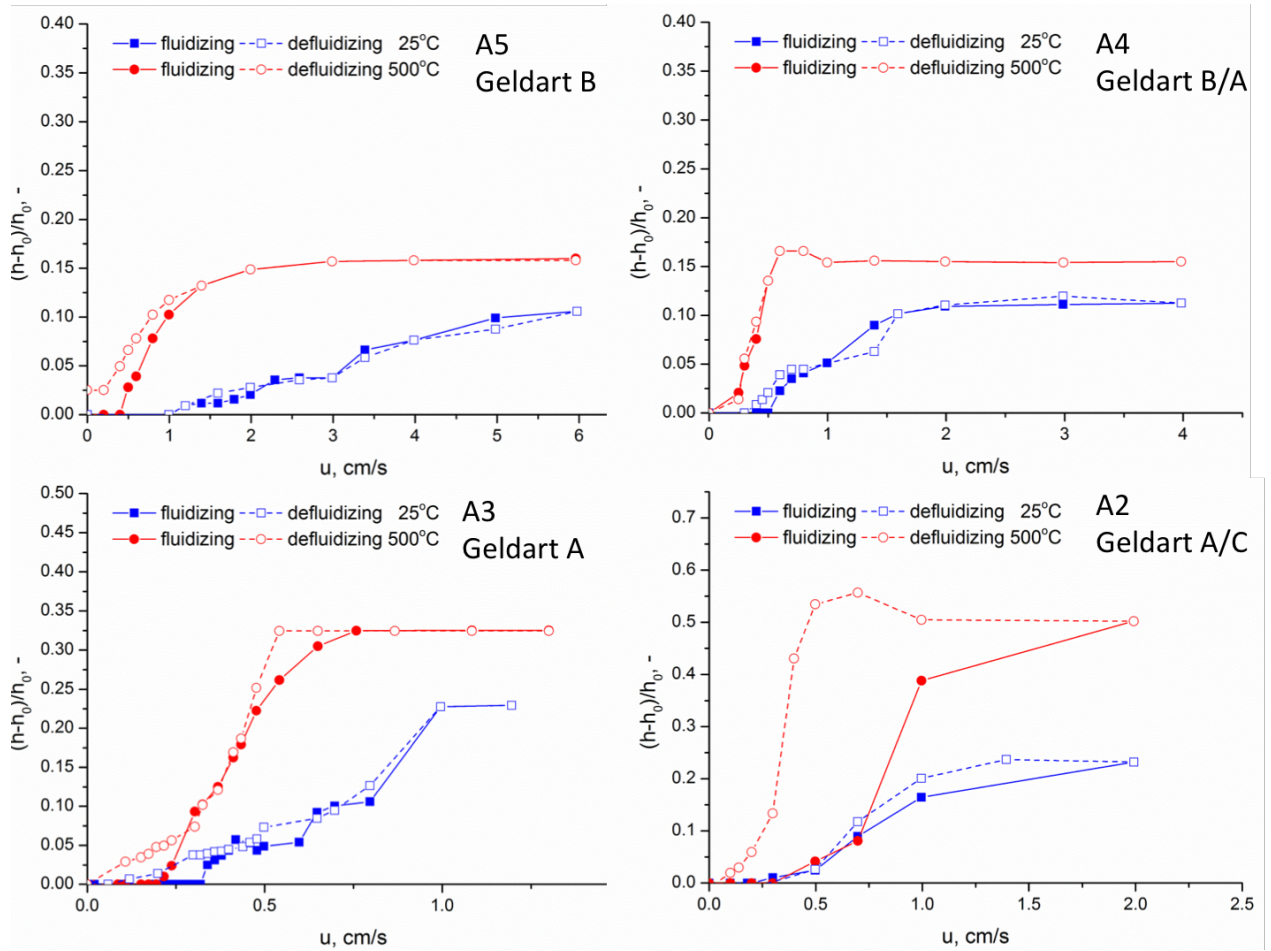 fluidizing defluidizing 25°C
fluidizing defluidizing 500°C
A5
Geldart B
0.40
0.35
0.30
0.25
0.20
0.15
0.10
0.05
0.00
(h-h0)/h0, -
0 1 2 3 4 5 6
u, cm/s
fluidizing defluidizing 25°C
fluidizing defluidizing 500°C
A4
Geldart B/A
0.40
0.35
0.30
0.25
0.20
0.15
0.10
0.05
0.00
(h-h0)/h0, -
0 1 2 3 4
u, cm/s
fluidizing defluidizing 25°C
fluidizing defluidizing 500°C
A3
Geldart A
0.50
0.45
0.40
0.35
0.30
0.25
0.20
0.15
0.10
0.05
0.00
(h-h0)/h0, -
0.0 0.5 1.0
u, cm/s
fluidizing defluidizing 25°C
fluidizing defluidizing 500°C
A2
Geldart A/C
0.7
0.6
0.5
0.4
0.3
0.2
0.1
0.0
(h-h0)/h0, -
0.0 0.5 1.0 1.5 2.0 2.5
u, cm/s